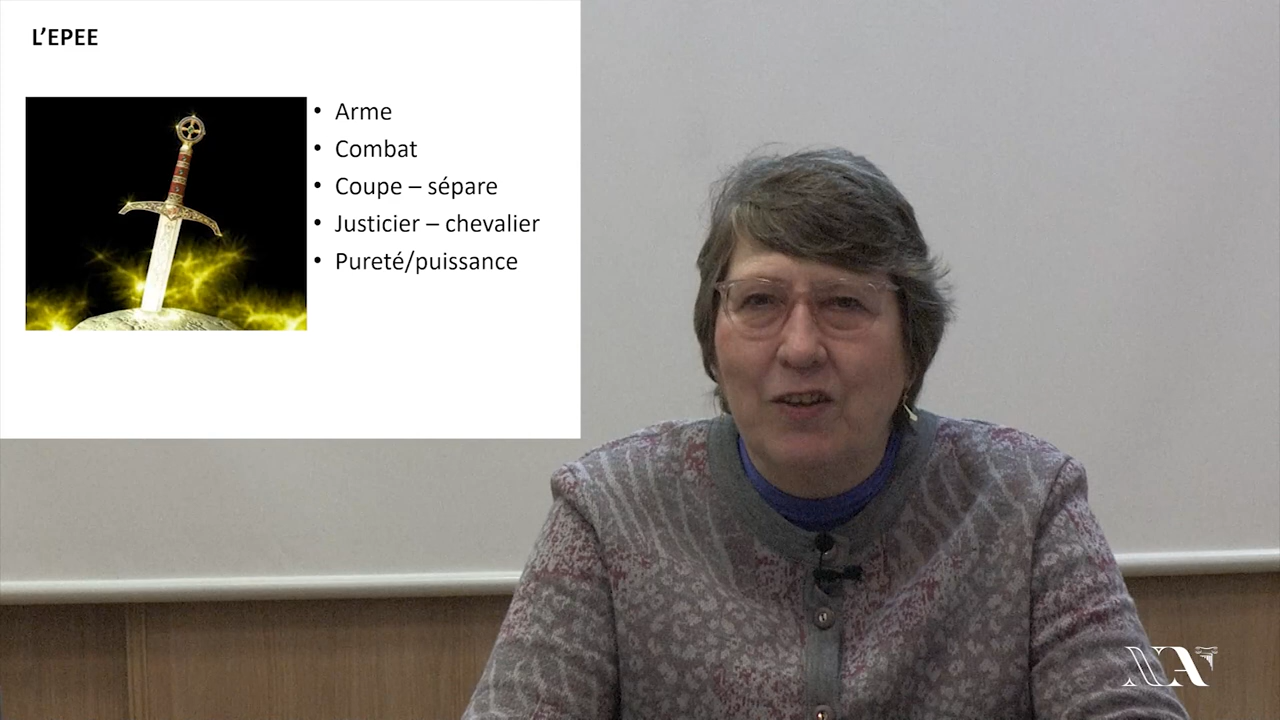 L'EPEE
• Arme
• Combat
• Coupe – sépare
• Justicier – chevalier
• Pureté/puissance